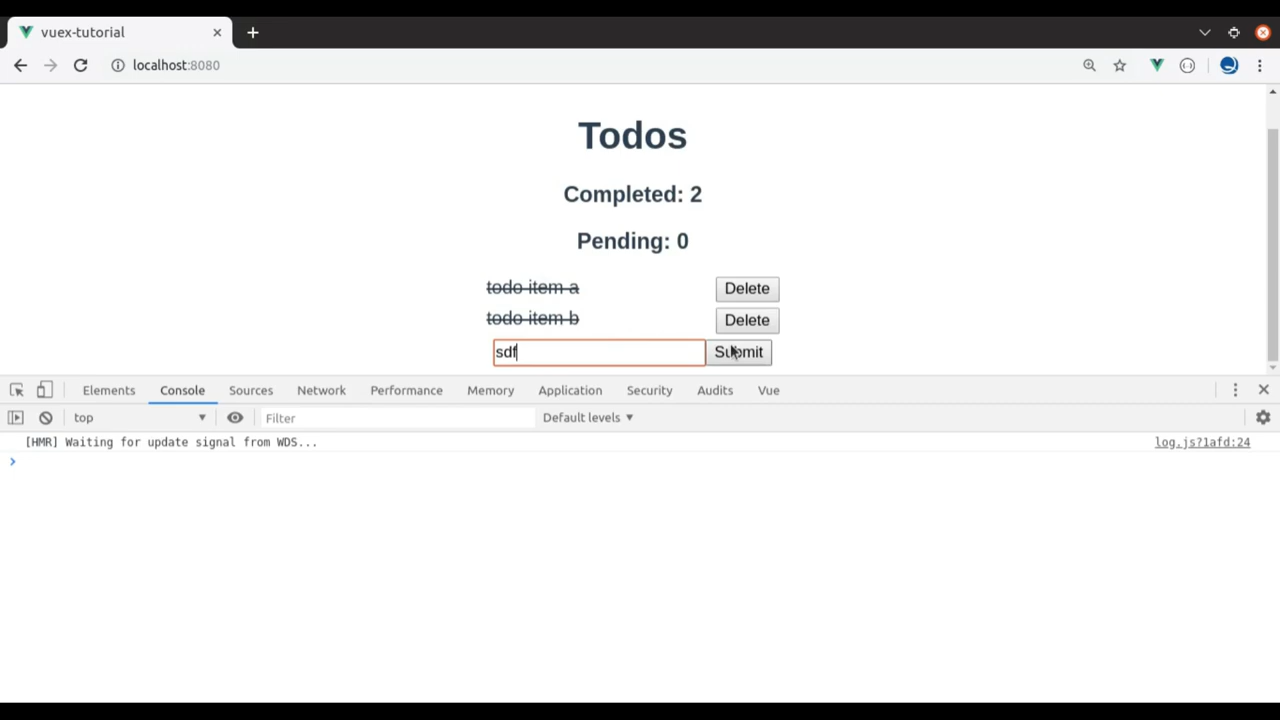 vuex-tutorial
localhost:8080
Todos
Completed: 2
Pending: 0
todo item a Delete
todo item b Delete
sdf Submit
Elements Console Sources Network Performance Memory Application Security Audits Vue
top Filter Default levels
[HMR] Waiting for update signal from WDS... log.js?1afd:24